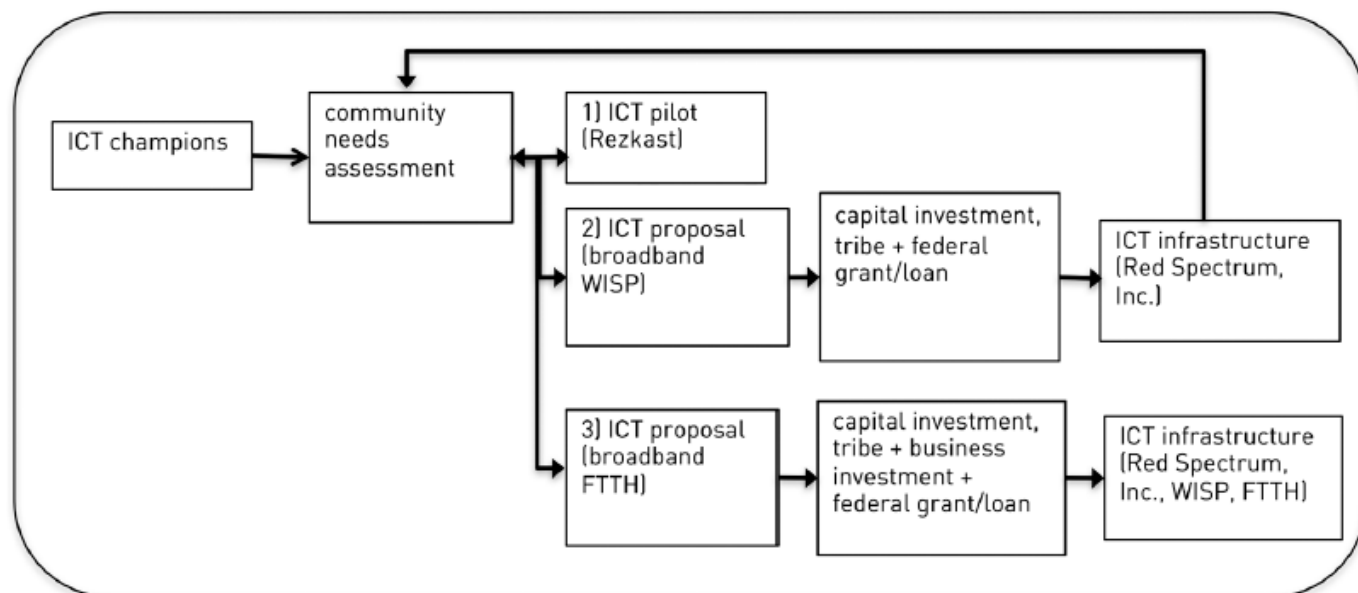 ICT champions
community
needs
assessment
1) ICT pilot
(Rezkast)
2) ICT proposal
(broadband
WISP)
capital investment,
tribe + federal
grant/loan
ICT infrastructure
(Red Spectrum,
Inc.)
3) ICT proposal
(broadband
FTTH)
capital investment,
tribe + business
investment +
federal grant/loan
ICT infrastructure
(Red Spectrum,
Inc., WISP, FTTH)